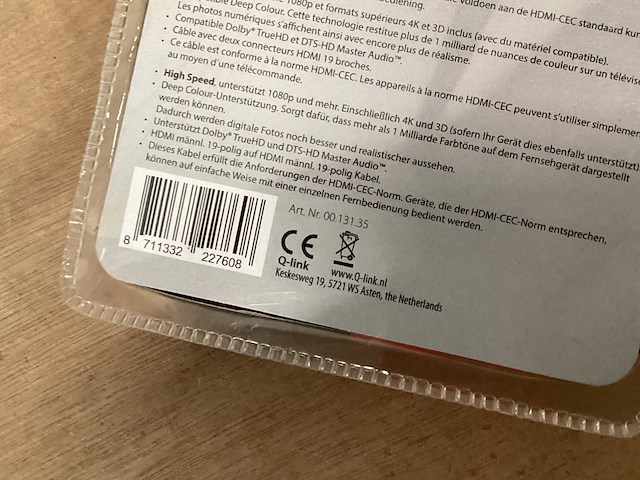 voldoen aan de HDMI-CEC standaard kun
1080p et formats supérieurs 4K et 3D inclus (avec du matériel compatible).
Deep Colour. Cette technologie restitue plus de 1 milliard de nuances de couleur sur un télévise
Les photos numériques s'affichent ainsi avec encore plus de réalisme.
• Compatible Dolby® TrueHD et DTS-HD Master Audio™.
• Câble avec deux connecteurs HDMI 19 broches.
• Ce câble est conforme à la norme HDMI-CEC. Les appareils à la norme HDMI-CEC peuvent s'utiliser simplemen
au moyen d'une télécommande.
• High Speed, unterstützt 1080p und mehr. Einschließlich 4K und 3D (sofern Ihr Gerät dies ebenfalls unterstützt)
• Deep Colour-Unterstützung. Sorgt dafür, dass mehr als 1 Milliarde Farbtöne auf dem Fernsehgerät dargestellt
werden können.
Dadurch werden digitale Fotos noch besser und realistischer aussehen.
• Unterstützt Dolby® TrueHD und DTS-HD Master Audio™.
• HDMI männl. 19-polig auf HDMI männl. 19-polig Kabel.
• Dieses Kabel erfüllt die Anforderungen der HDMI-CEC-Norm. Geräte, die der HDMI-CEC-Norm entsprechen,
können auf einfache Weise mit einer einzelnen Fernbedienung bedient werden.
Art. Nr. 00.131.35
8 711332 227608
CE
Q-link www.Q-link.nl
Keskesweg 19, 5721 WS Asten, the Netherlands